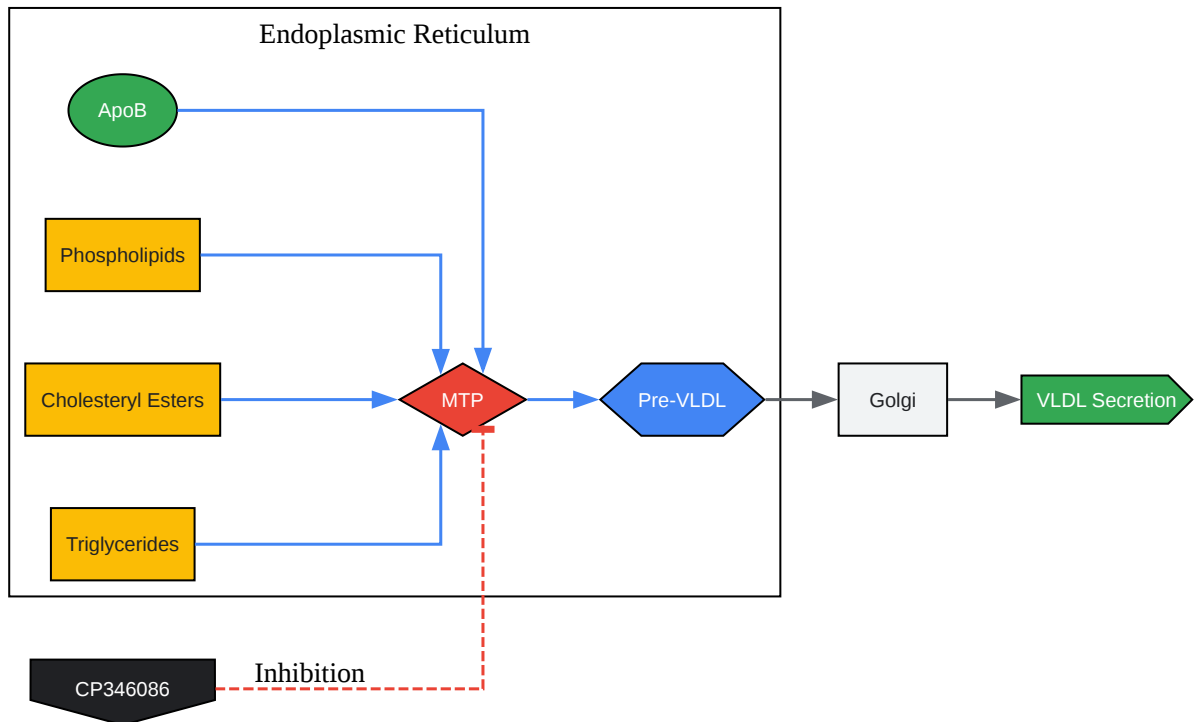 Endoplasmic Reticulum
ApoB
Phospholipids
Cholesteryl Esters
MTP
Pre-VLDL
Golgi
VLDL Secretion
Triglycerides
Inhibition
CP346086